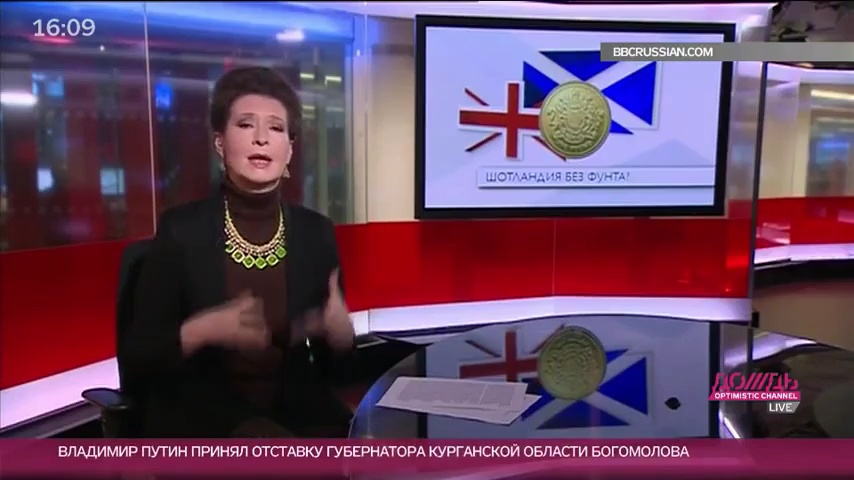 16:09
BBCRUSSIAN.COM
ШОТЛАНДИЯ БЕЗ ФУНТА?
ДОЖДЬ
OPTIMISTIC CHANNEL
LIVE
ВЛАДИМИР ПУТИН ПРИНЯЛ ОТСТАВКУ ГУБЕРНАТОРА КУРГАНСКОЙ ОБЛАСТИ БОГОМОЛОВА